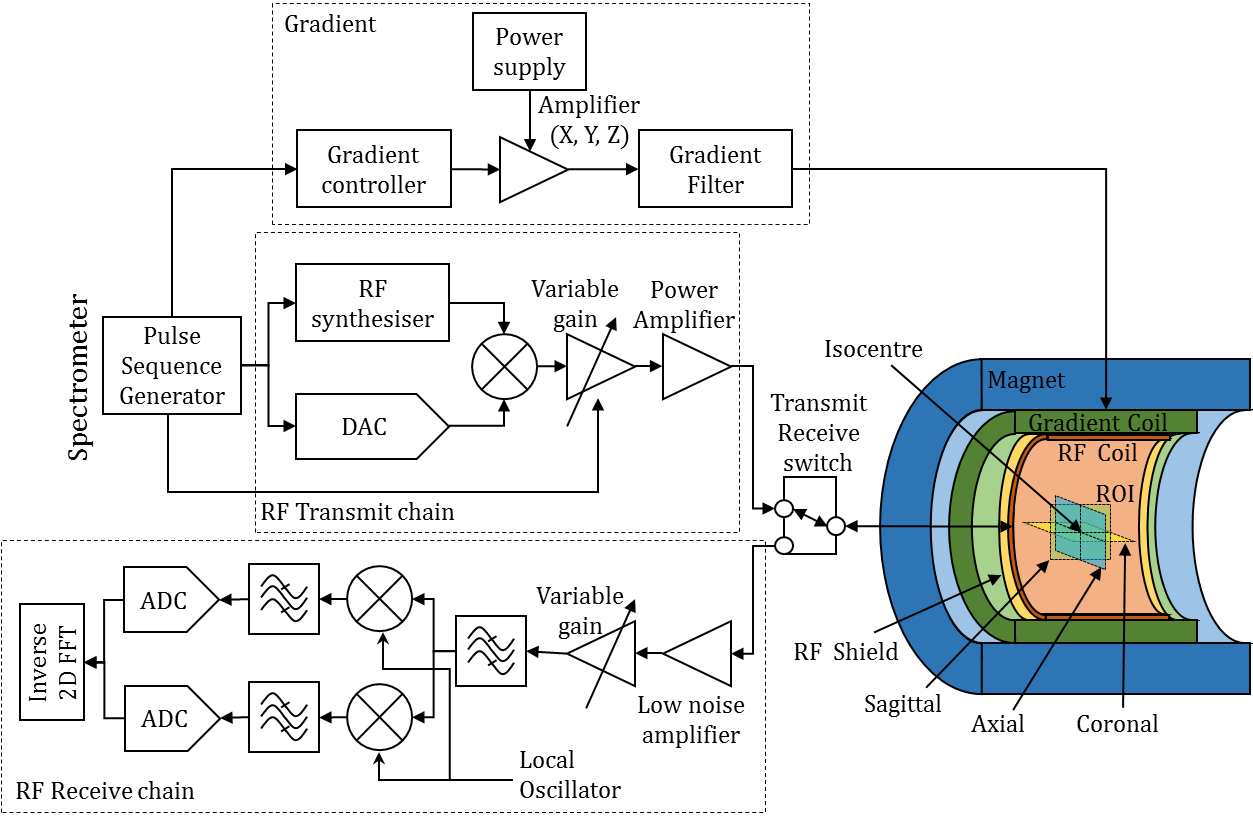 Gradient
Power
supply
Amplifier
(X, Y, Z)
Gradient
controller
Gradient
Filter
Spectrometer
Pulse
Sequence
Generator
RF
synthesiser
DAC
Variable
gain
Power
Amplifier
RF Transmit chain
Transmit
Receive
switch
Isocentre
Magnet
Gradient Coil
RF Coil
ROI
RF Shield
Sagittal
Axial
Coronal
Inverse
2D FFT
ADC
ADC
Variable
gain
Low noise
amplifier
Local
Oscillator
RF Receive chain